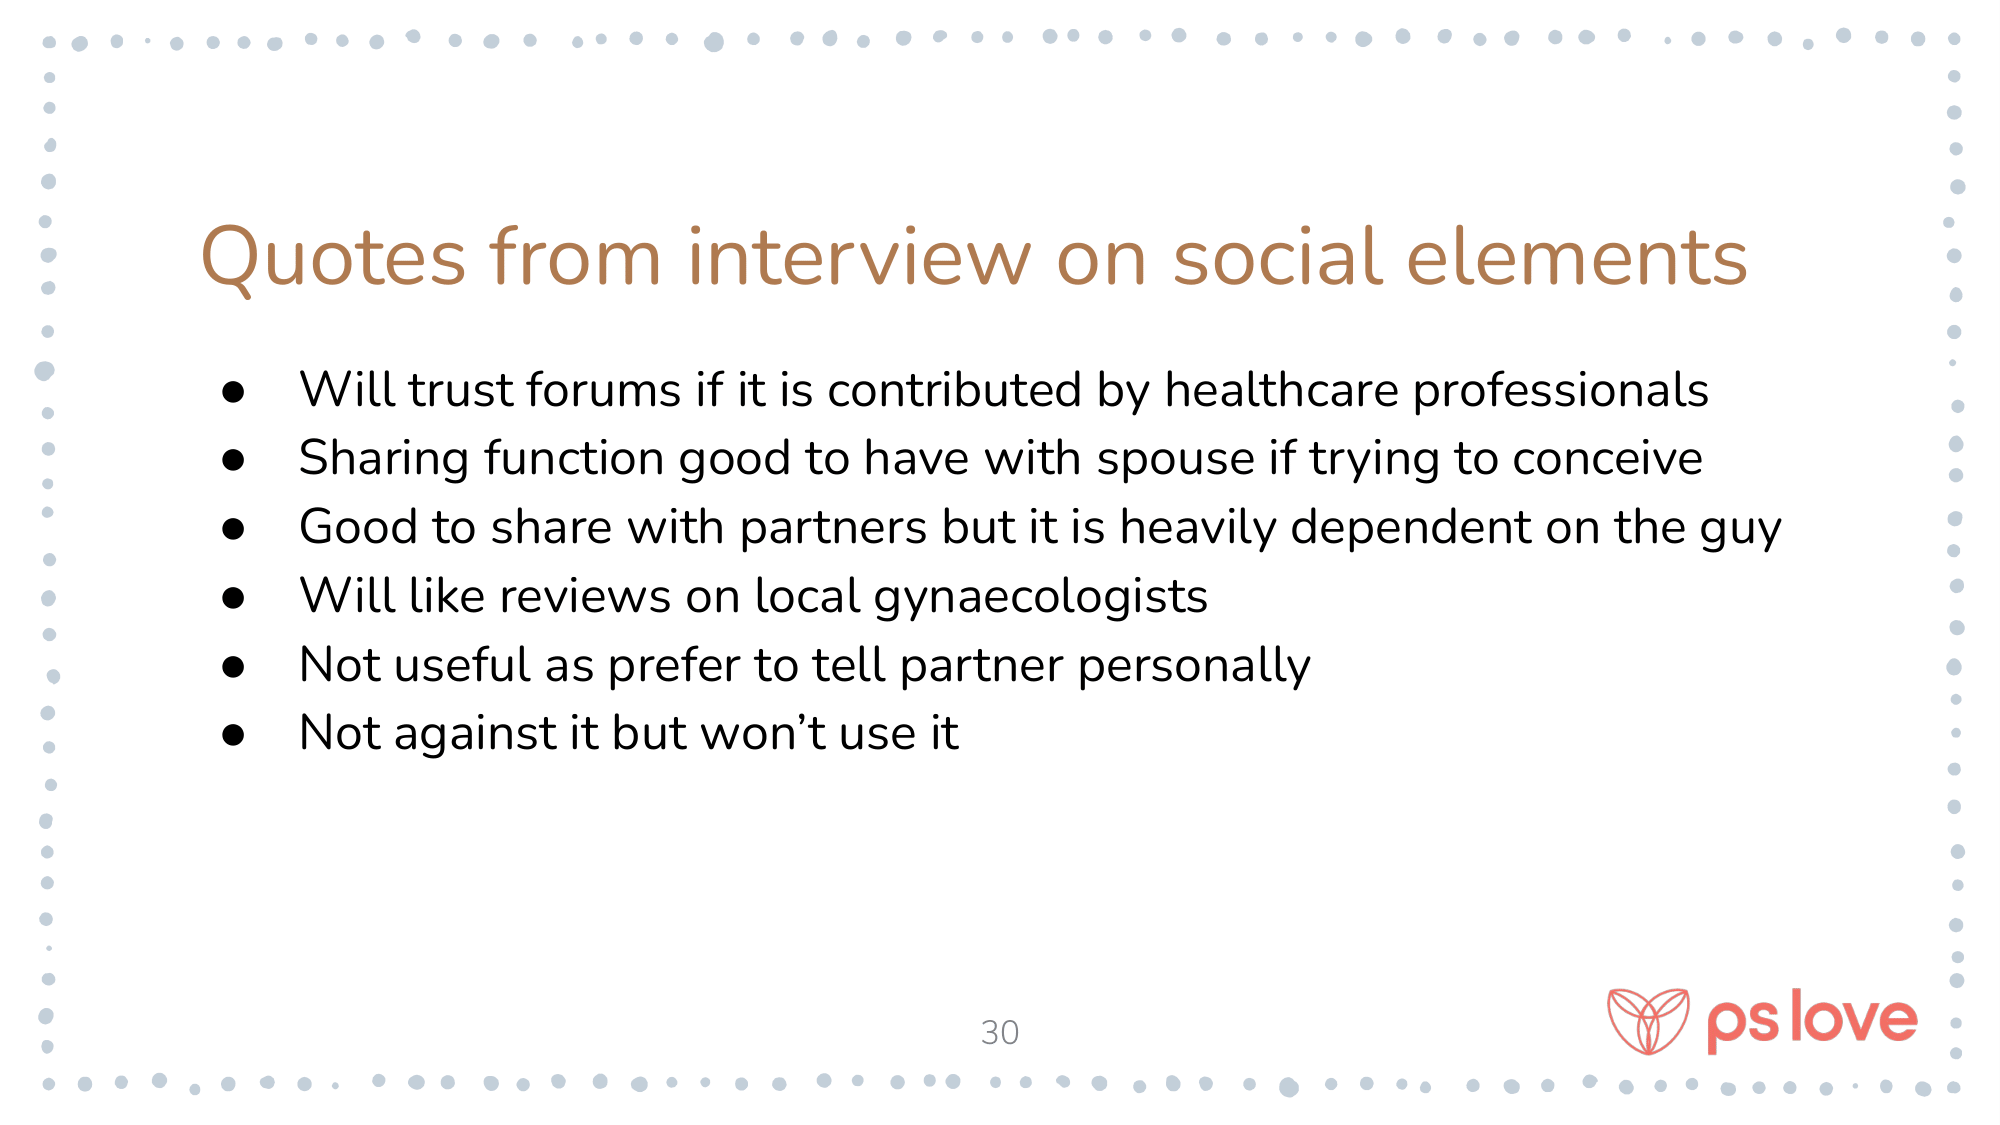 Quotes from interview on social elements
● Will trust forums if it is contributed by healthcare professionals
● Sharing function good to have with spouse if trying to conceive
● Good to share with partners but it is heavily dependent on the guy
● Will like reviews on local gynaecologists
● Not useful as prefer to tell partner personally
● Not against it but won’t use it
30
ps love